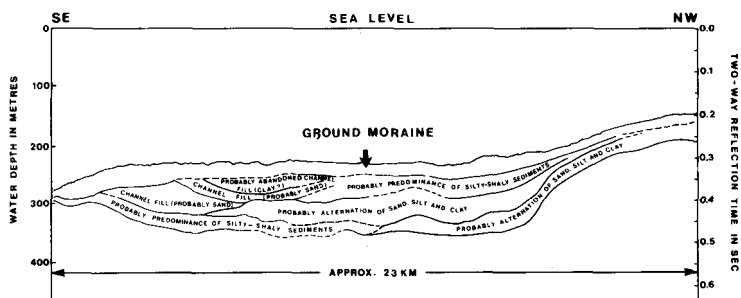 SE
SEA LEVEL
NW
0
100
200
300
400
WATER DEPTH IN METRES
0.0
0.1
0.2
0.3
0.4
0.5
0.6
TWO-WAY REFLECTION TIME IN SEC
GROUND MORAINE
PROBABLY ABANDONED CHANNEL
FILL (CLAY?)
CHANNEL FILL (PROBABLY SAND)
PROBABLY PREDOMINANCE OF SILTY-SHALY SEDIMENTS
CHANNEL FILL (PROBABLY SAND)
PROBABLY ALTERNATION OF SAND, SILT AND CLAY
PROBABLY PREDOMINANCE OF SILTY-SHALY SEDIMENTS
PROBABLY ALTERNATION OF SAND, SILT AND CLAY
APPROX. 23 KM